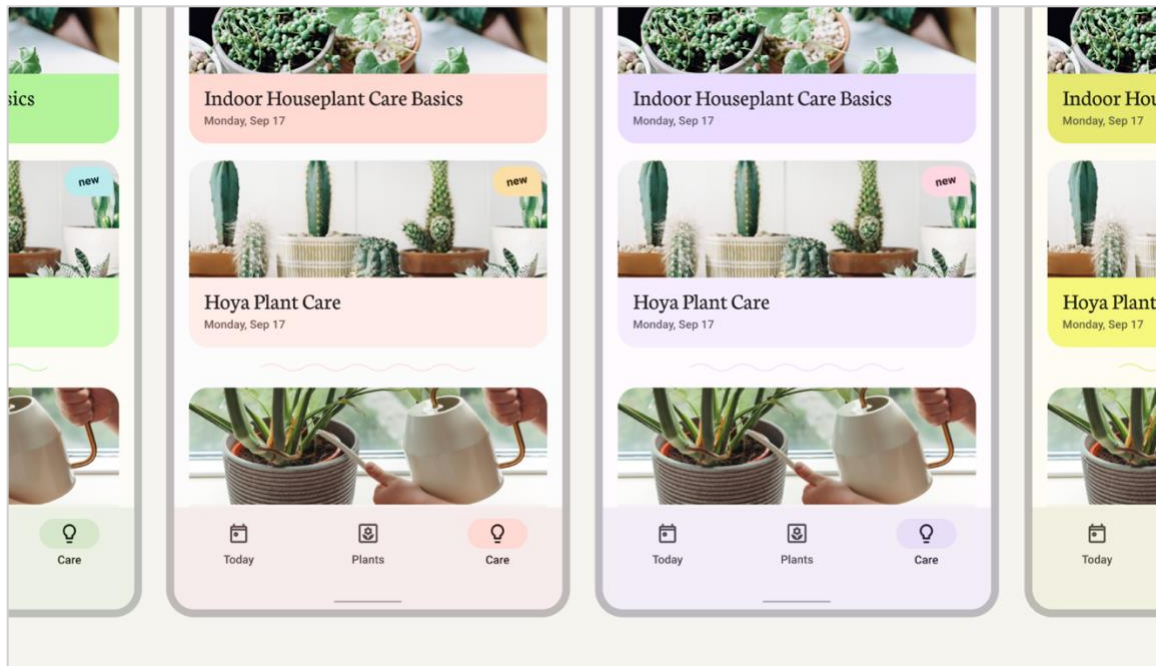 sics
new
Care
Indoor Houseplant Care Basics
Monday, Sep 17
new
Hoya Plant Care
Monday, Sep 17
Today
Plants
Care
Indoor Houseplant Care Basics
Monday, Sep 17
new
Hoya Plant Care
Monday, Sep 17
Today
Plants
Care
Indoor Hou
Monday, Sep 17
Hoya Plant
Monday, Sep 17
Today